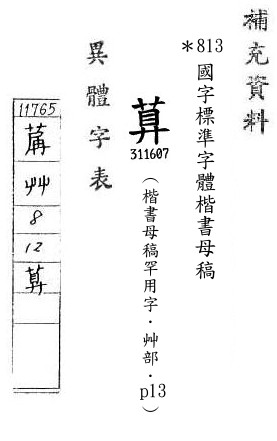 補充資料
*813 國字標準字體楷書母稿
萛
311607
(楷書母稿罕用字·艸部·p13)
異體字表
11765
艸
8
12
萛